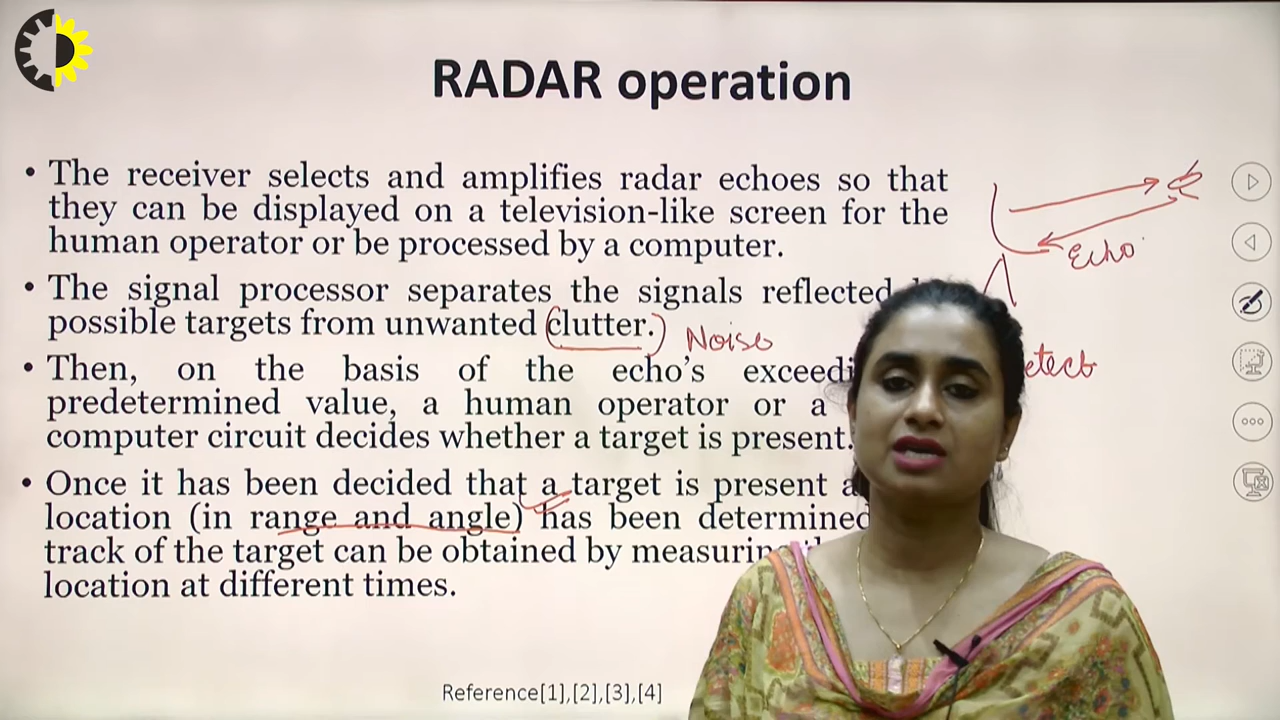 RADAR operation
• The receiver selects and amplifies radar echoes so that
they can be displayed on a television-like screen for the
human operator or be processed by a computer.
Echo
• The signal processor separates the signals reflected
possible targets from unwanted clutter.
Noise
• Then, on the basis of the echo's exceedi
etect
predetermined value, a human operator or a
computer circuit decides whether a target is present.
• Once it has been decided that a target is present a
location (in range and angle) has been determined
track of the target can be obtained by measurin
location at different times.
Reference[1],[2],[3],[4]